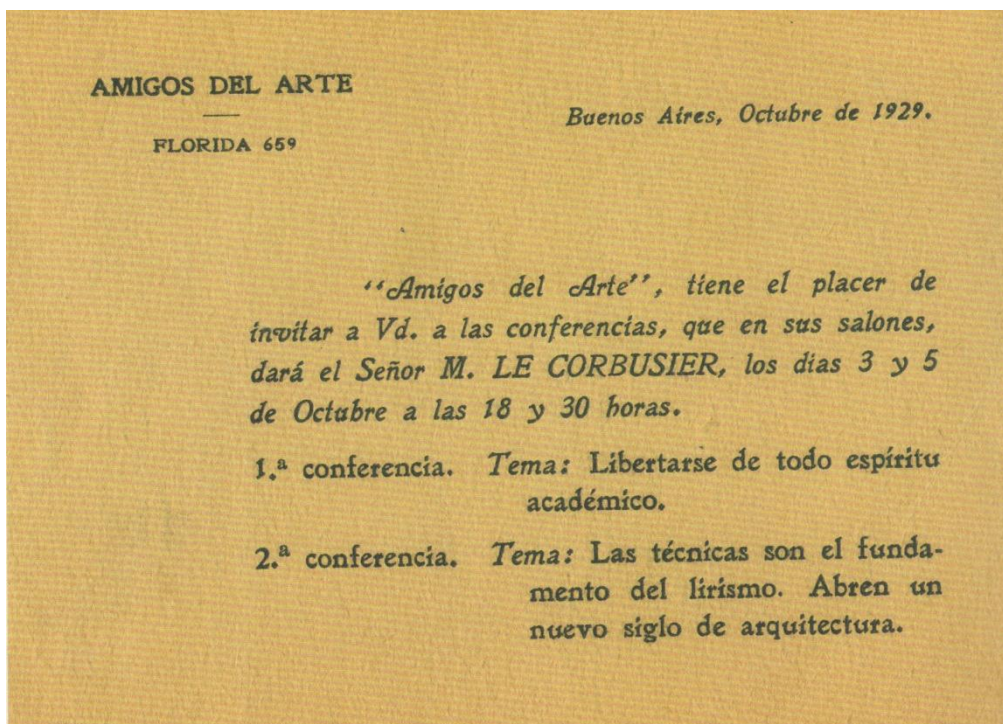 AMIGOS DEL ARTE
FLORIDA 659
Buenos Aires, Octubre de 1929.
“Amigos del Arte”, tiene el placer de
invitar a Vd. a las conferencias, que en sus salones,
dará el Señor M. LE CORBUSIER, los días 3 y 5
de Octubre a las 18 y 30 horas.
1.ª conferencia. Tema: Libertarse de todo espíritu
académico.
2.ª conferencia. Tema: Las técnicas son el funda-
mento del lirismo. Abren un
nuevo siglo de arquitectura.